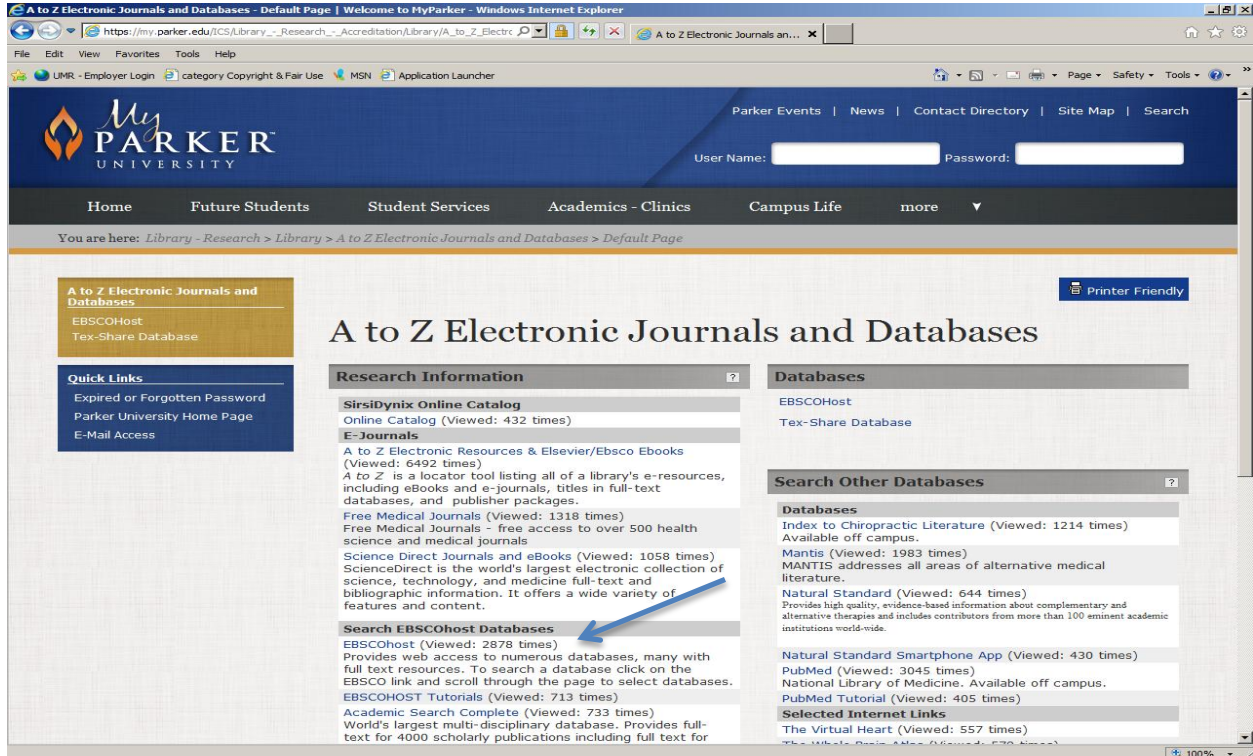 A to Z Electronic Journals and Databases - Default Page | Welcome to MyParker - Windows Internet Explorer
https://my.parker.edu/ICS/Library_-_Research_-_Accreditation/Library/A_to_Z_Electrc
A to Z Electronic Journals an...
File Edit View Favorites Tools Help
UMR - Employer Login category Copyright & Fair Use MSN Application Launcher
Page Safety Tools
My
PARKER
UNIVERSITY
Parker Events | News | Contact Directory | Site Map | Search
User Name: Password:
Home Future Students Student Services Academics - Clinics Campus Life more
You are here: Library - Research > Library > A to Z Electronic Journals and Databases > Default Page
A to Z Electronic Journals and
Databases
EBSCOHost
Tex-Share Database
Quick Links
Expired or Forgotten Password
Parker University Home Page
E-Mail Access
Printer Friendly
A to Z Electronic Journals and Databases
Research Information ?
SirsiDynix Online Catalog
Online Catalog (Viewed: 432 times)
E-Journals
A to Z Electronic Resources & Elsevier/Ebsco Ebooks
(Viewed: 6492 times)
A to Z is a locator tool listing all of a library's e-resources,
including eBooks and e-journals, titles in full-text
databases, and publisher packages.
Free Medical Journals (Viewed: 1318 times)
Free Medical Journals - free access to over 500 health
science and medical journals
Science Direct Journals and eBooks (Viewed: 1058 times)
ScienceDirect is the world's largest electronic collection of
science, technology, and medicine full-text and
bibliographic information. It offers a wide variety of
features and content.
Search EBSCOhost Databases
EBSCOhost (Viewed: 2878 times)
Provides web access to numerous databases, many with
full text resources. To search a database click on the
EBSCO link and scroll through the page to select databases.
EBSCOHOST Tutorials (Viewed: 713 times)
Academic Search Complete (Viewed: 733 times)
World's largest multi-disciplinary database. Provides full-
text for 4000 scholarly publications including full text for
Databases
EBSCOHost
Tex-Share Database
Search Other Databases ?
Databases
Index to Chiropractic Literature (Viewed: 1214 times)
Available off campus.
Mantis (Viewed: 1983 times)
MANTIS addresses all areas of alternative medical
literature.
Natural Standard (Viewed: 644 times)
Provides high quality, evidence-based information about complementary and
alternative therapies and includes contributors from more than 100 eminent academic
institutions world-wide.
Natural Standard Smartphone App (Viewed: 430 times)
PubMed (Viewed: 3045 times)
National Library of Medicine. Available off campus.
PubMed Tutorial (Viewed: 405 times)
Selected Internet Links
The Virtual Heart (Viewed: 557 times)
100%